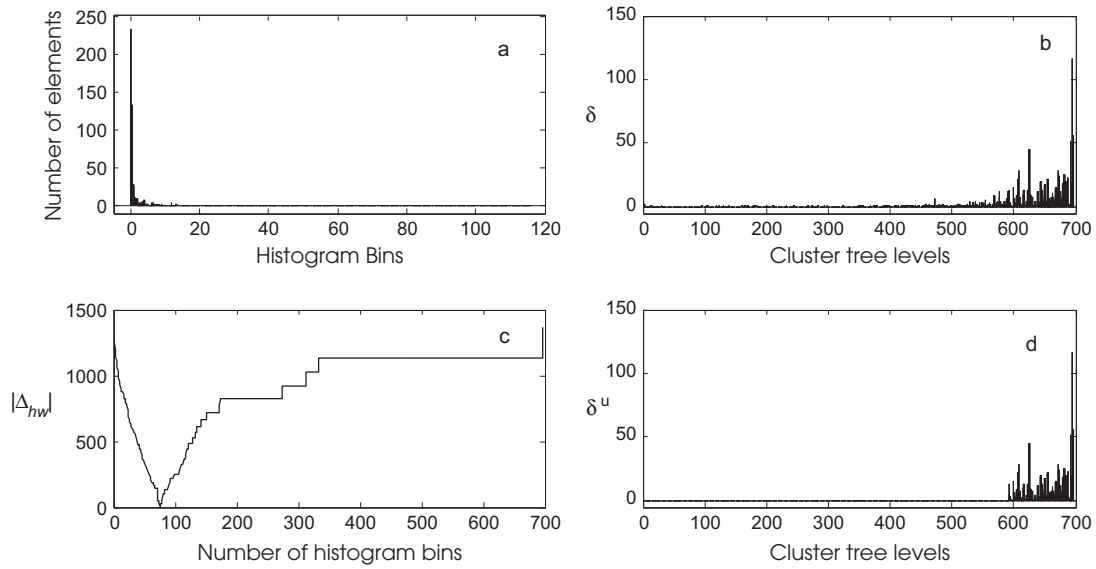 Number of elements
250
200
150
100
50
0
a
0 20 40 60 80 100 120
Histogram Bins
δ
150
100
50
0
b
0 100 200 300 400 500 600 700
Cluster tree levels
|Δhw|
1500
1000
500
0
c
0 100 200 300 400 500 600 700
Number of histogram bins
δ u
150
100
50
0
d
0 100 200 300 400 500 600 700
Cluster tree levels